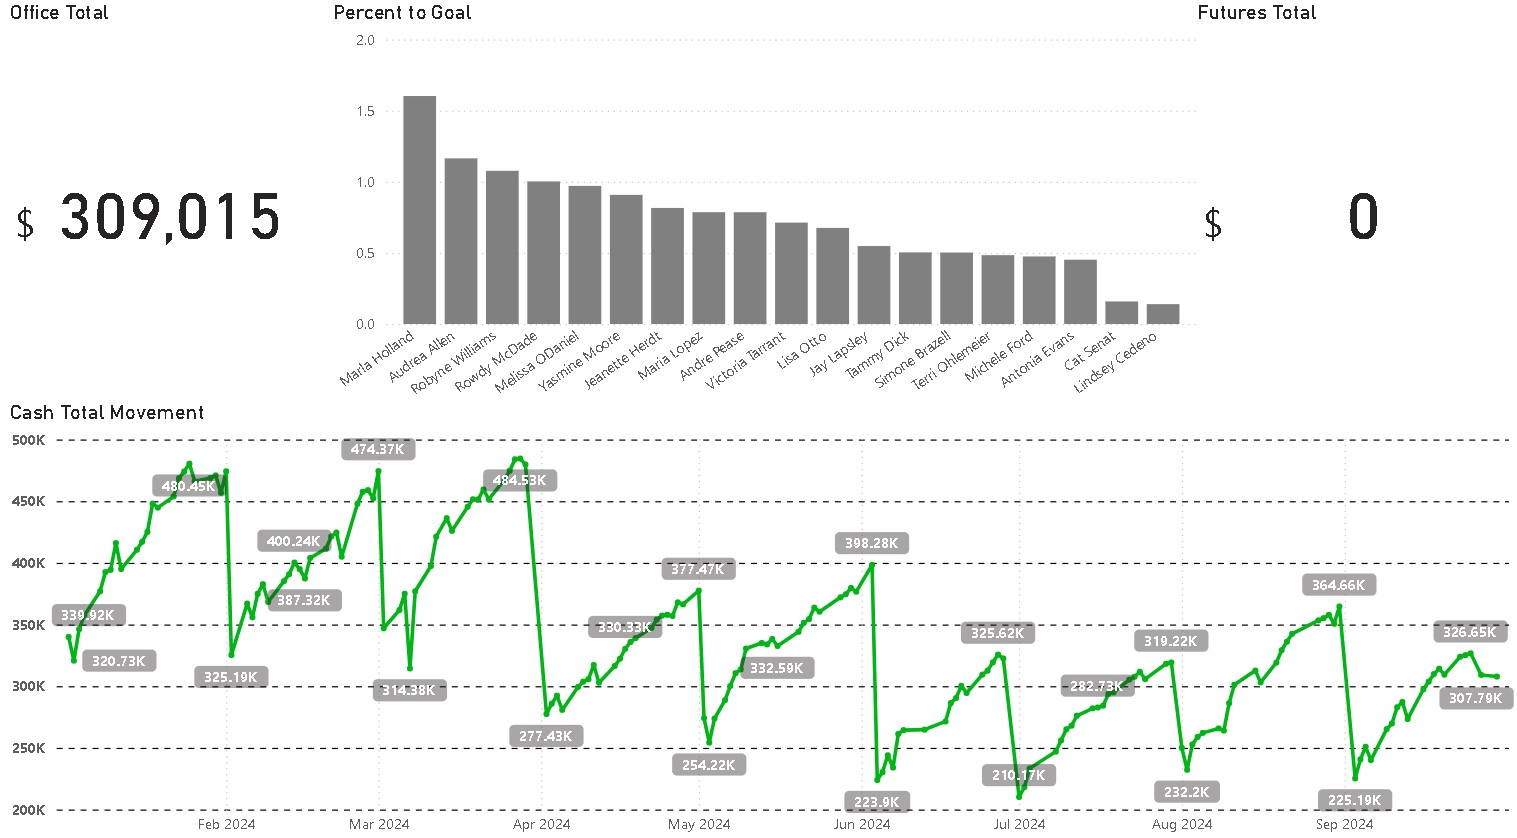 Office Total
Percent to Goal
Futures Total
2.0
1.5
1.0
0.5
0.0
$ 309,015
$ 0
Marla Holland
Audrea Allen
Robyne Williams
Rowdy McDade
Melissa ODaniel
Yasmine Moore
Jeanette Herdt
Maria Lopez
Andre Pease
Victoria Tarrant
Lisa Otto
Jay Lapsley
Tammy Dick
Simone Brazell
Terri Ohlemeier
Michele Ford
Antonia Evans
Cat Senat
Lindsey Cedeno
Cash Total Movement
500K
450K
400K
350K
300K
250K
200K
339.92K
320.73K
480.45K
325.19K
400.24K
387.32K
474.37K
314.38K
484.53K
277.43K
330.33K
377.47K
254.22K
332.59K
398.28K
223.9K
325.62K
210.17K
282.73K
319.22K
232.2K
364.66K
225.19K
326.65K
307.79K
Feb 2024
Mar 2024
Apr 2024
May 2024
Jun 2024
Jul 2024
Aug 2024
Sep 2024